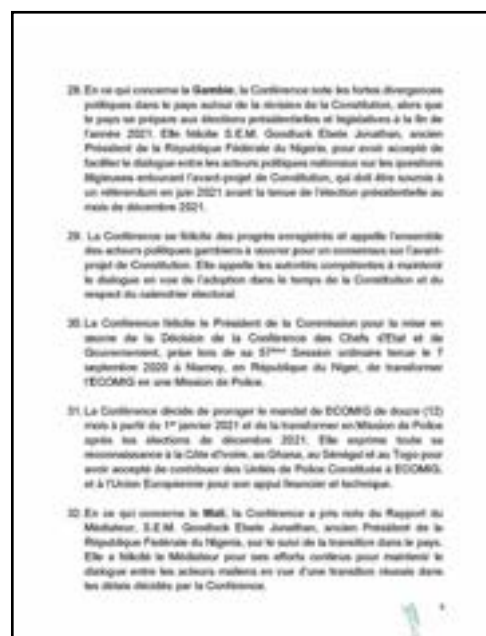 28. En ce qui concerne la Gambie, la Conférence note les fortes divergences
politiques dans le pays autour de la révision de la Constitution, alors que
le pays se prépare aux élections présidentielles et législatives à la fin de
l'année 2021. Elle félicite S.E.M. Goodluck Ebele Jonathan, ancien
Président de la République Fédérale du Nigeria, pour avoir accepté de
faciliter le dialogue entre les acteurs politiques nationaux sur les questions
litigieuses entourant l'avant-projet de Constitution, qui doit être soumis à
un référendum en juin 2021 avant la tenue de l'élection présidentielle au
mois de décembre 2021.
29. La Conférence se félicite des progrès enregistrés et appelle l'ensemble
des acteurs politiques gambiens à œuvrer pour un consensus sur l'avant-
projet de Constitution. Elle appelle les autorités compétentes à maintenir
le dialogue en vue de l'adoption dans le temps de la Constitution et du
respect du calendrier électoral.
30. La Conférence félicite le Président de la Commission pour la mise en
œuvre de la Décision de la Conférence des Chefs d'Etat et de
Gouvernement, prise lors de sa 57ème Session ordinaire tenue le 7
septembre 2020 à Niamey, en République du Niger, de transformer
l'ECOMIG en une Mission de Police.
31. La Conférence décide de proroger le mandat de ECOMIG de douze (12)
mois à partir du 1er janvier 2021 et de la transformer en Mission de Police
après les élections de décembre 2021. Elle exprime toute sa
reconnaissance à la Côte d'Ivoire, au Ghana, au Sénégal et au Togo pour
avoir accepté de contribuer des Unités de Police Constituée à ECOMIG,
et à l'Union Européenne pour son appui financier et technique.
32. En ce qui concerne le Mali, la Conférence a pris note du Rapport du
Médiateur, S.E.M. Goodluck Ebele Jonathan, ancien Président de la
République Fédérale du Nigeria, sur le suivi de la transition dans le pays.
Elle a félicité le Médiateur pour ses efforts continus pour maintenir le
dialogue entre les acteurs maliens en vue d'une transition réussie dans
les délais décidés par la Conférence.